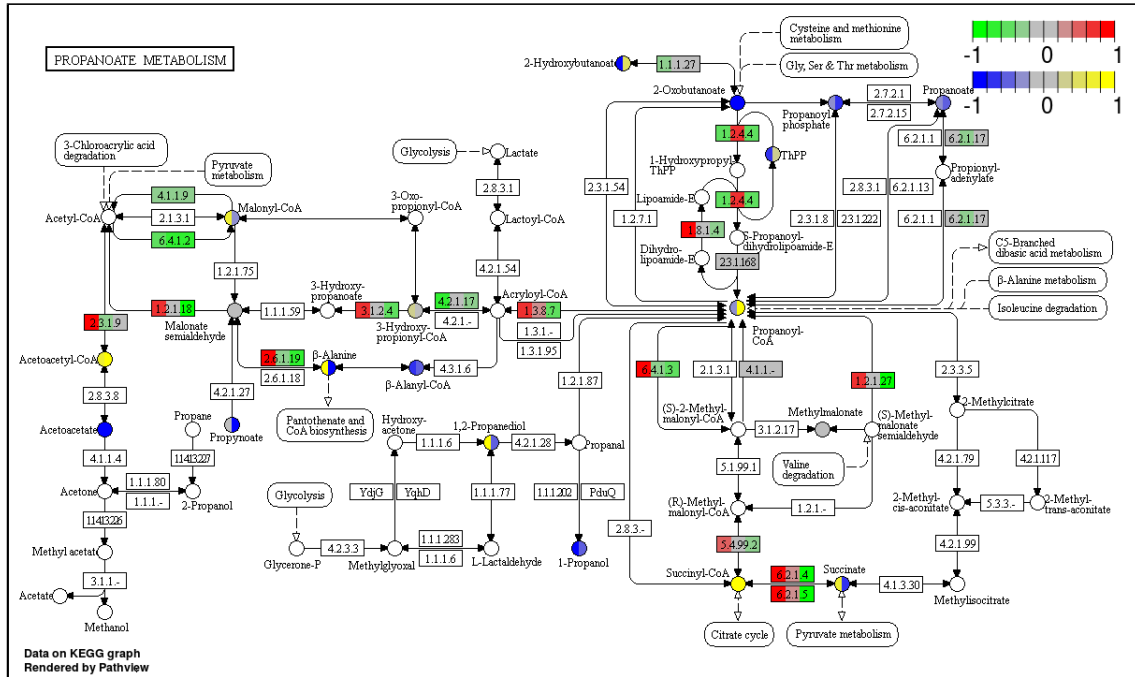 PROPANOATE METABOLISM
Cysteine and methionine
metabolism
Gly, Ser & Thr metabolism
-1 0 1
-1 0 1
2-Hydroxybutanoate
1.1.1.27
2-Oxobutanoate
Propanoyl
phosphate
2.7.2.1
2.7.2.15
Propanoate
1.2.4.4
ThPP
6.2.1.1
6.2.1.17
3-Chloroacrylic acid
degradation
Pyruvate
metabolism
Glycolysis
Lactate
1-Hydroxypropyl-
ThPP
Propionyl-
adenylate
2.8.3.1
2.3.1.54
2.8.3.1
6.2.1.13
4.1.1.9
Acetyl-CoA
2.1.3.1
Malonyl-CoA
6.4.1.2
3-Oxo-
propionyl-CoA
Lactoyl-CoA
Lipoamide-E
1.2.4.4
1.2.7.1
2.3.1.8
2.3.1.222
6.2.1.1
6.2.1.17
1.8.1.4
S-Propanoyl-
dihydrolipoamide-E
Dihydro-
lipoamide-E
2.3.1.168
C5-Branched
dibasic acid metabolism
β-Alanine metabolism
Isoleucine degradation
1.2.1.75
4.2.1.54
3-Hydroxy-
propanoate
4.2.1.17
Acryloyl-CoA
1.2.1.18
Malonate
semialdehyde
1.1.1.59
3.1.2.4
3-Hydroxy-
propionyl-CoA
4.2.1.-
1.3.8.7
1.3.1.-
1.3.1.95
Propanoyl-
CoA
2.3.1.9
Acetoacetyl-CoA
2.6.1.19
2.6.1.18
β-Alanine
β-Alanyl-CoA
4.3.1.6
1.2.1.87
6.4.1.3
2.1.3.1
4.1.1.-
1.2.1.27
2.3.3.5
2.8.3.8
4.2.1.27
Acetoacetate
Propane
Propynoate
Pantothenate and
CoA biosynthesis
Hydroxy-
acetone
1,2-Propanediol
1.1.1.6
4.2.1.28
Propanal
(S)-2-Methyl-
malonyl-CoA
3.1.2.17
Methylmalonate
(S)-Methyl-
malonate
semialdehyde
2-Methylcitrate
4.1.1.4
1.14.13.227
Acetone
1.1.1.80
1.1.1.-
2-Propanol
Glycolysis
YdjG
YqhD
1.1.1.77
1.1.1.202
PduQ
5.1.99.1
Valine
degradation
4.2.1.79
4.2.1.117
1.14.13.226
(R)-Methyl-
malonyl-CoA
1.2.1.-
2-Methyl-
cis-aconitate
5.3.3.-
2-Methyl-
trans-aconitate
Methyl acetate
Glycerone-P
4.2.3.3
Methylglyoxal
1.1.1.283
1.1.1.6
L-Lactaldehyde
1-Propanol
2.8.3.-
5.4.99.2
4.2.1.99
3.1.1.-
Acetate
Methanol
Succinyl-CoA
6.2.1.4
6.2.1.5
Succinate
4.1.3.30
Methylisocitrate
Citrate cycle
Pyruvate metabolism
Data on KEGG graph
Rendered by Pathview